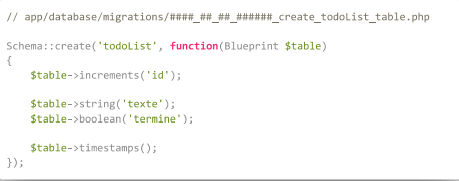 // app/database/migrations/####_##_##_######_create_todoList_table.php
Schema::create('todoList', function(Blueprint $table)
{
    $table->increments('id');
    $table->string('texte');
    $table->boolean('termine');
    $table->timestamps();
});